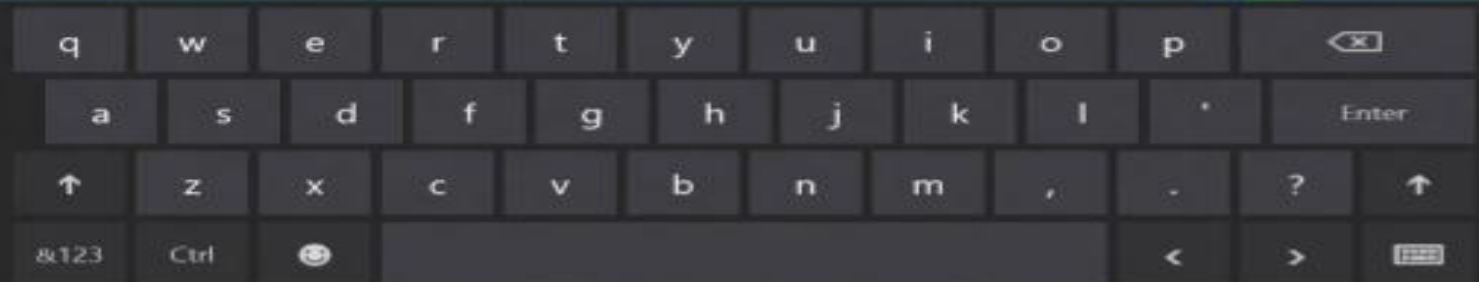 q w e r t y u i o p
a s d f g h j k l ' Enter
z x c v b n m , . ?
&123 Ctrl < >